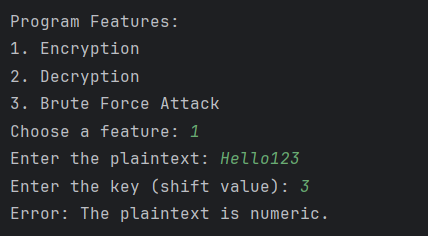 Program Features:
1. Encryption
2. Decryption
3. Brute Force Attack
Choose a feature: 1
Enter the plaintext: Hello123
Enter the key (shift value): 3
Error: The plaintext is numeric.